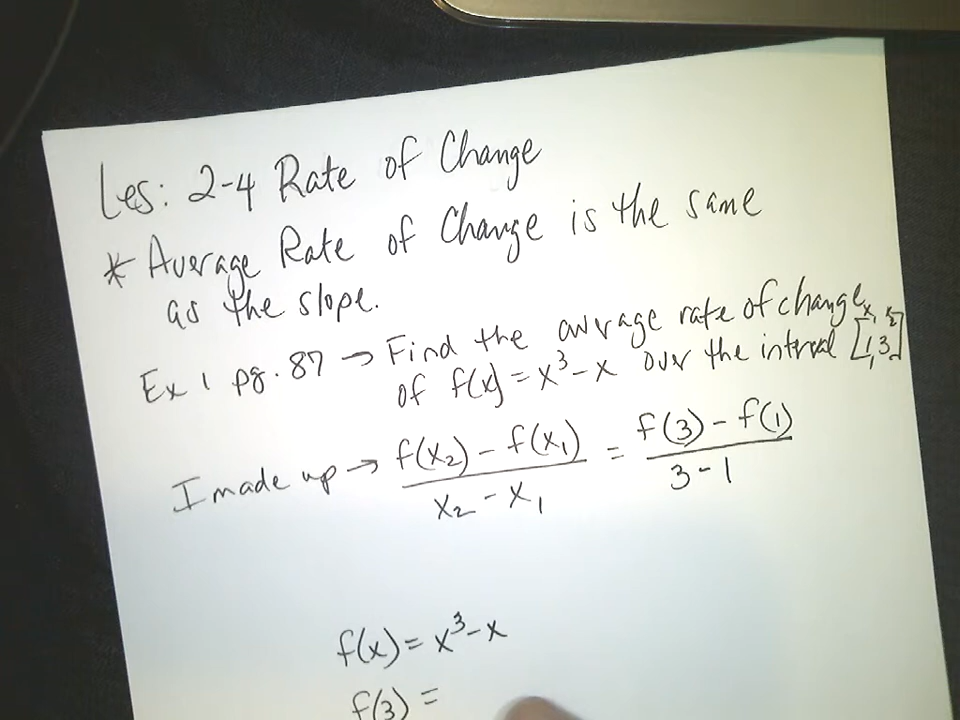 Les: 2-4 Rate of Change
* Average Rate of Change is the same
as the slope.
Ex 1 pg. 87 → Find the average rate of change
of f(x) = x³-x over the interval [1,3]
x₁ x₂
I made up → f(x₂) - f(x₁) / x₂ - x₁ = f(3) - f(1) / 3 - 1
f(x) = x³-x
f(3) =